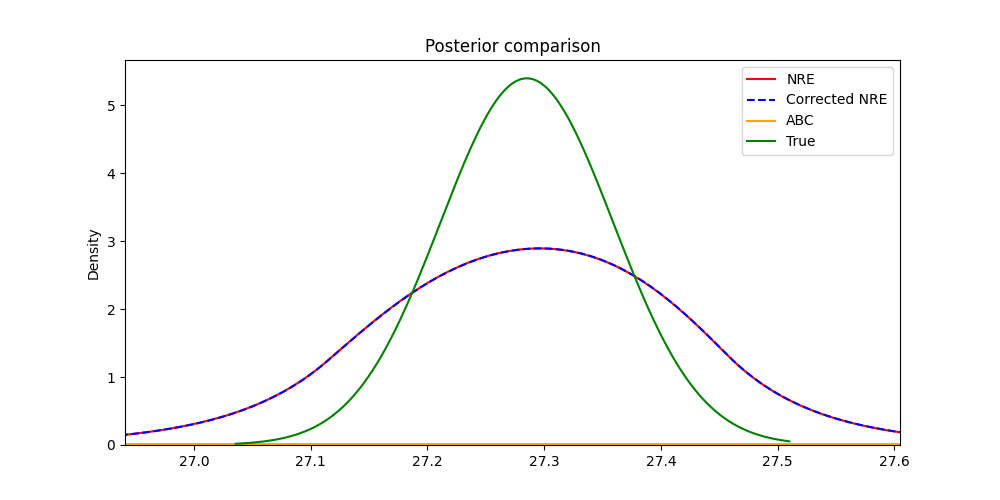 Posterior comparison
NRE
Corrected NRE
ABC
True
Density
5
4
3
2
1
0
27.0 27.1 27.2 27.3 27.4 27.5 27.6